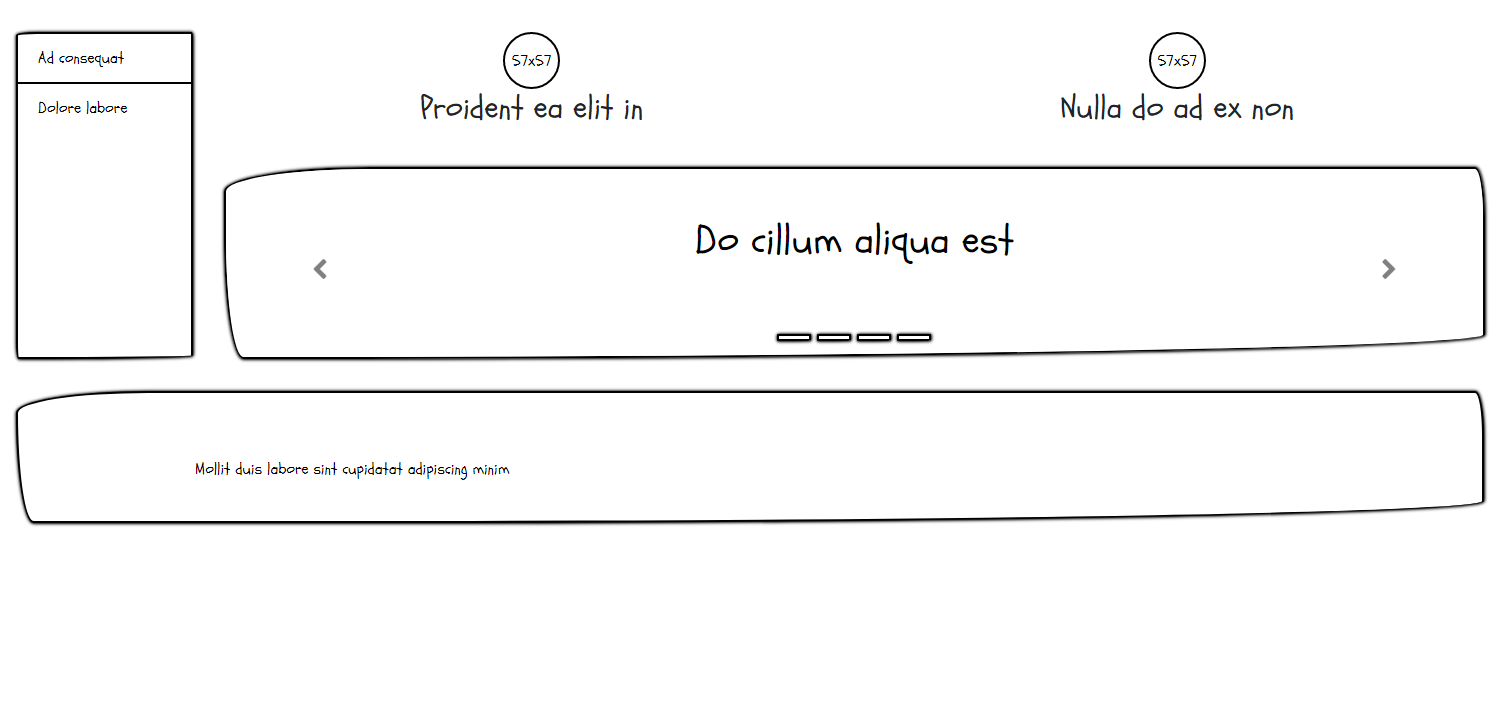 Ad consequat
Dolore labore
57x57
Proident ea elit in
57x57
Nulla do ad ex non
Do cillum aliqua est
Mollit duis labore sint cupidatat adipiscing minim